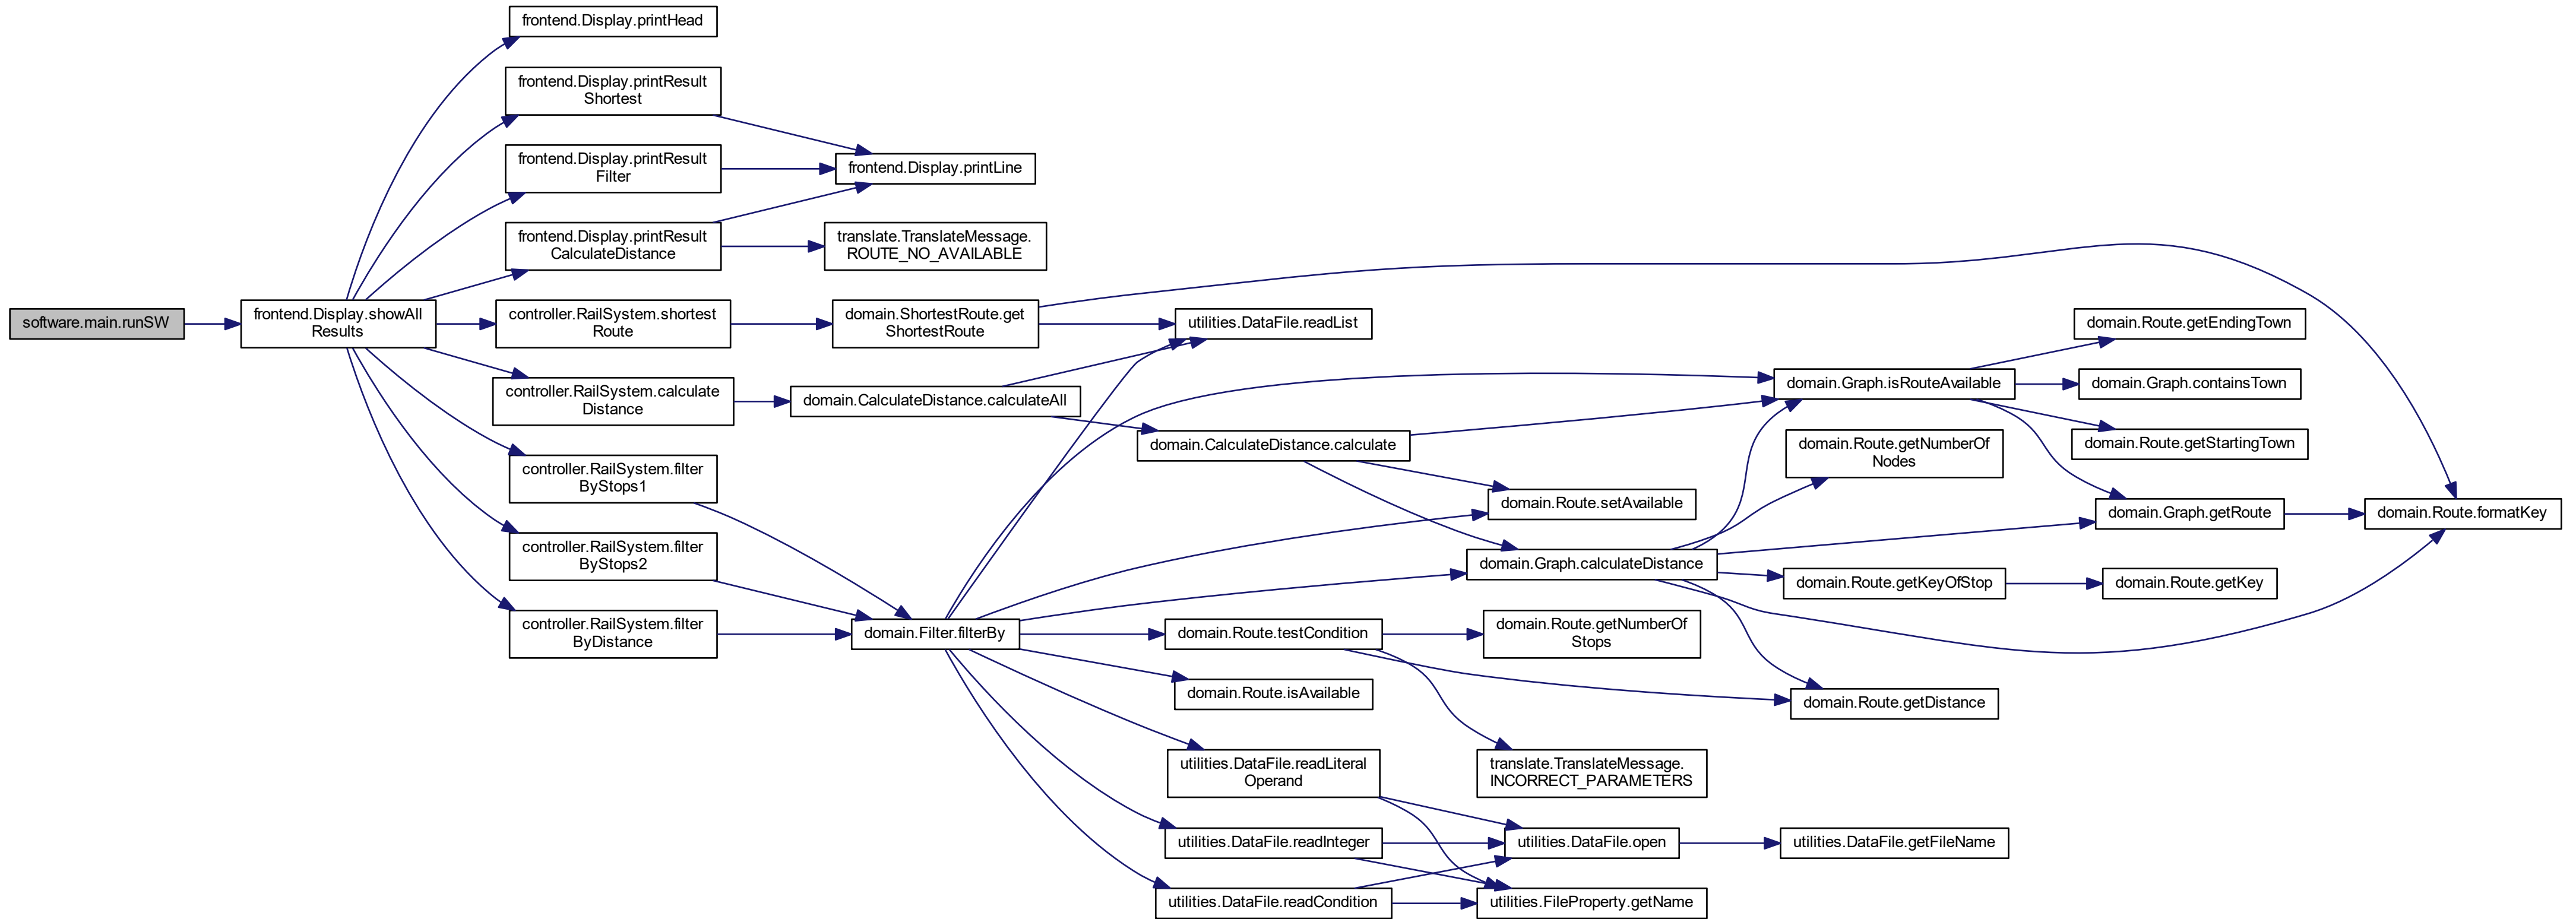 frontend.Display.printHead
frontend.Display.printResult
Shortest
frontend.Display.printResult
Filter
frontend.Display.printLine
frontend.Display.printResult
CalculateDistance
translate.TranslateMessage.
ROUTE_NO_AVAILABLE
software.main.runSW
frontend.Display.showAll
Results
controller.RailSystem.shortest
Route
domain.ShortestRoute.get
ShortestRoute
utilities.DataFile.readList
domain.Route.getEndingTown
controller.RailSystem.calculate
Distance
domain.CalculateDistance.calculateAll
domain.Graph.isRouteAvailable
domain.Graph.containsTown
domain.CalculateDistance.calculate
domain.Route.getNumberOf
Nodes
domain.Route.getStartingTown
controller.RailSystem.filter
ByStops1
domain.Route.setAvailable
domain.Graph.getRoute
domain.Route.formatKey
controller.RailSystem.filter
ByStops2
domain.Graph.calculateDistance
domain.Route.getKeyOfStop
domain.Route.getKey
controller.RailSystem.filter
ByDistance
domain.Filter.filterBy
domain.Route.testCondition
domain.Route.getNumberOf
Stops
domain.Route.isAvailable
domain.Route.getDistance
utilities.DataFile.readLiteral
Operand
translate.TranslateMessage.
INCORRECT_PARAMETERS
utilities.DataFile.readInteger
utilities.DataFile.open
utilities.DataFile.getFileName
utilities.DataFile.readCondition
utilities.FileProperty.getName